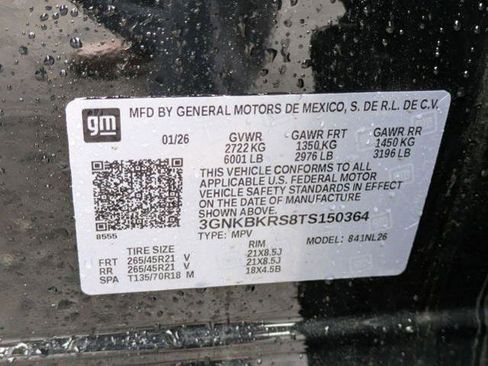 gm
MFD BY GENERAL MOTORS DE MEXICO, S. DE R.L. DE C.V.
01/26 GVWR GAWR FRT GAWR RR
2722 KG 1350 KG 1450 KG
6001 LB 2976 LB 3196 LB
THIS VEHICLE CONFORMS TO ALL
APPLICABLE U.S. FEDERAL MOTOR
VEHICLE SAFETY STANDARDS IN EFFECT
ON THE DATE OF MANUFACTURE
SHOWN ABOVE.
3GNKBKRS8TS150364
8555
TYPE: MPV MODEL: 841NL26
TIRE SIZE RIM
FRT 265/45R21 V 21X8.5J
RR 265/45R21 V 21X8.5J
SPA T135/70R18 M 18X4.5B